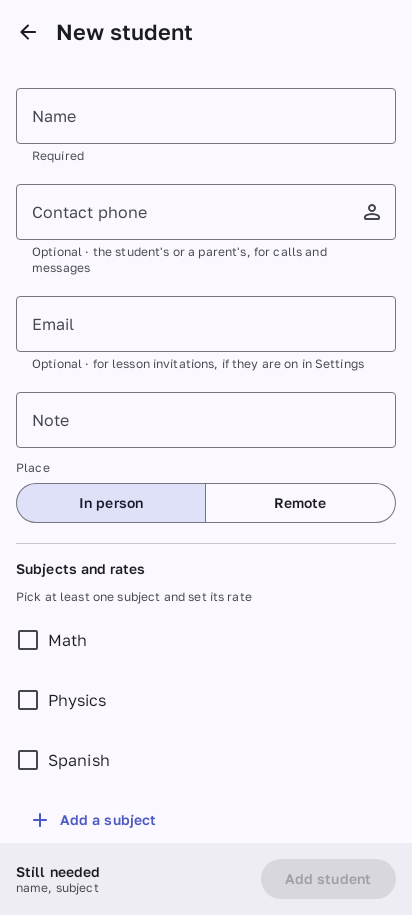 New student
Name
Required
Contact phone
Optional · the student's or a parent's, for calls and
messages
Email
Optional · for lesson invitations, if they are on in Settings
Note
Place
In person
Remote
Subjects and rates
Pick at least one subject and set its rate
Math
Physics
Spanish
Add a subject
Still needed
name, subject
Add student